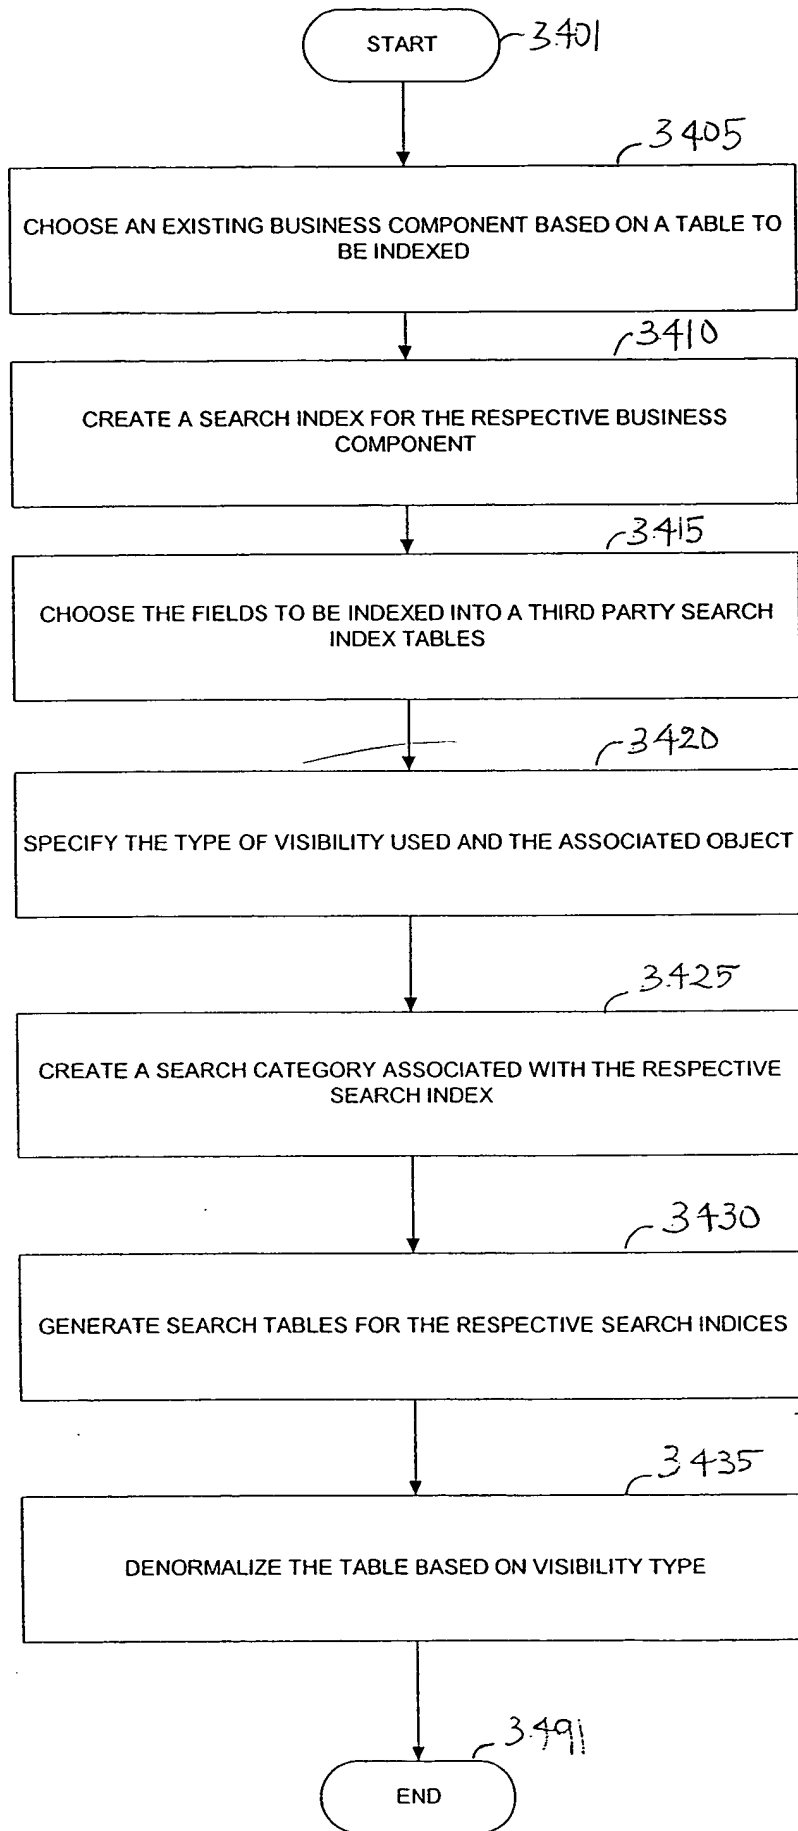 START
3401
3405
CHOOSE AN EXISTING BUSINESS COMPONENT BASED ON A TABLE TO
BE INDEXED
3410
CREATE A SEARCH INDEX FOR THE RESPECTIVE BUSINESS
COMPONENT
3415
CHOOSE THE FIELDS TO BE INDEXED INTO A THIRD PARTY SEARCH
INDEX TABLES
3420
SPECIFY THE TYPE OF VISIBILITY USED AND THE ASSOCIATED OBJECT
3425
CREATE A SEARCH CATEGORY ASSOCIATED WITH THE RESPECTIVE
SEARCH INDEX
3430
GENERATE SEARCH TABLES FOR THE RESPECTIVE SEARCH INDICES
3435
DENORMALIZE THE TABLE BASED ON VISIBILITY TYPE
3491
END